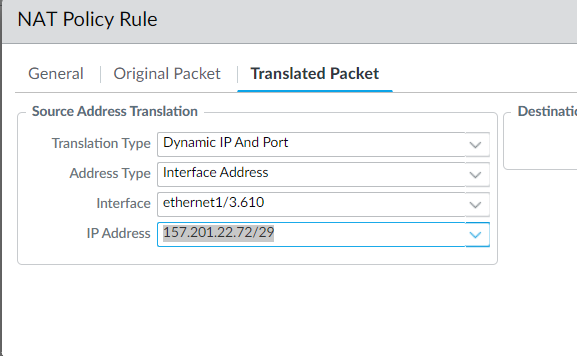 NAT Policy Rule
General
Original Packet
Translated Packet
Source Address Translation
Translation Type Dynamic IP And Port
Address Type Interface Address
Interface ethernet1/3.610
IP Address 157.201.22.72/29
Destinatic